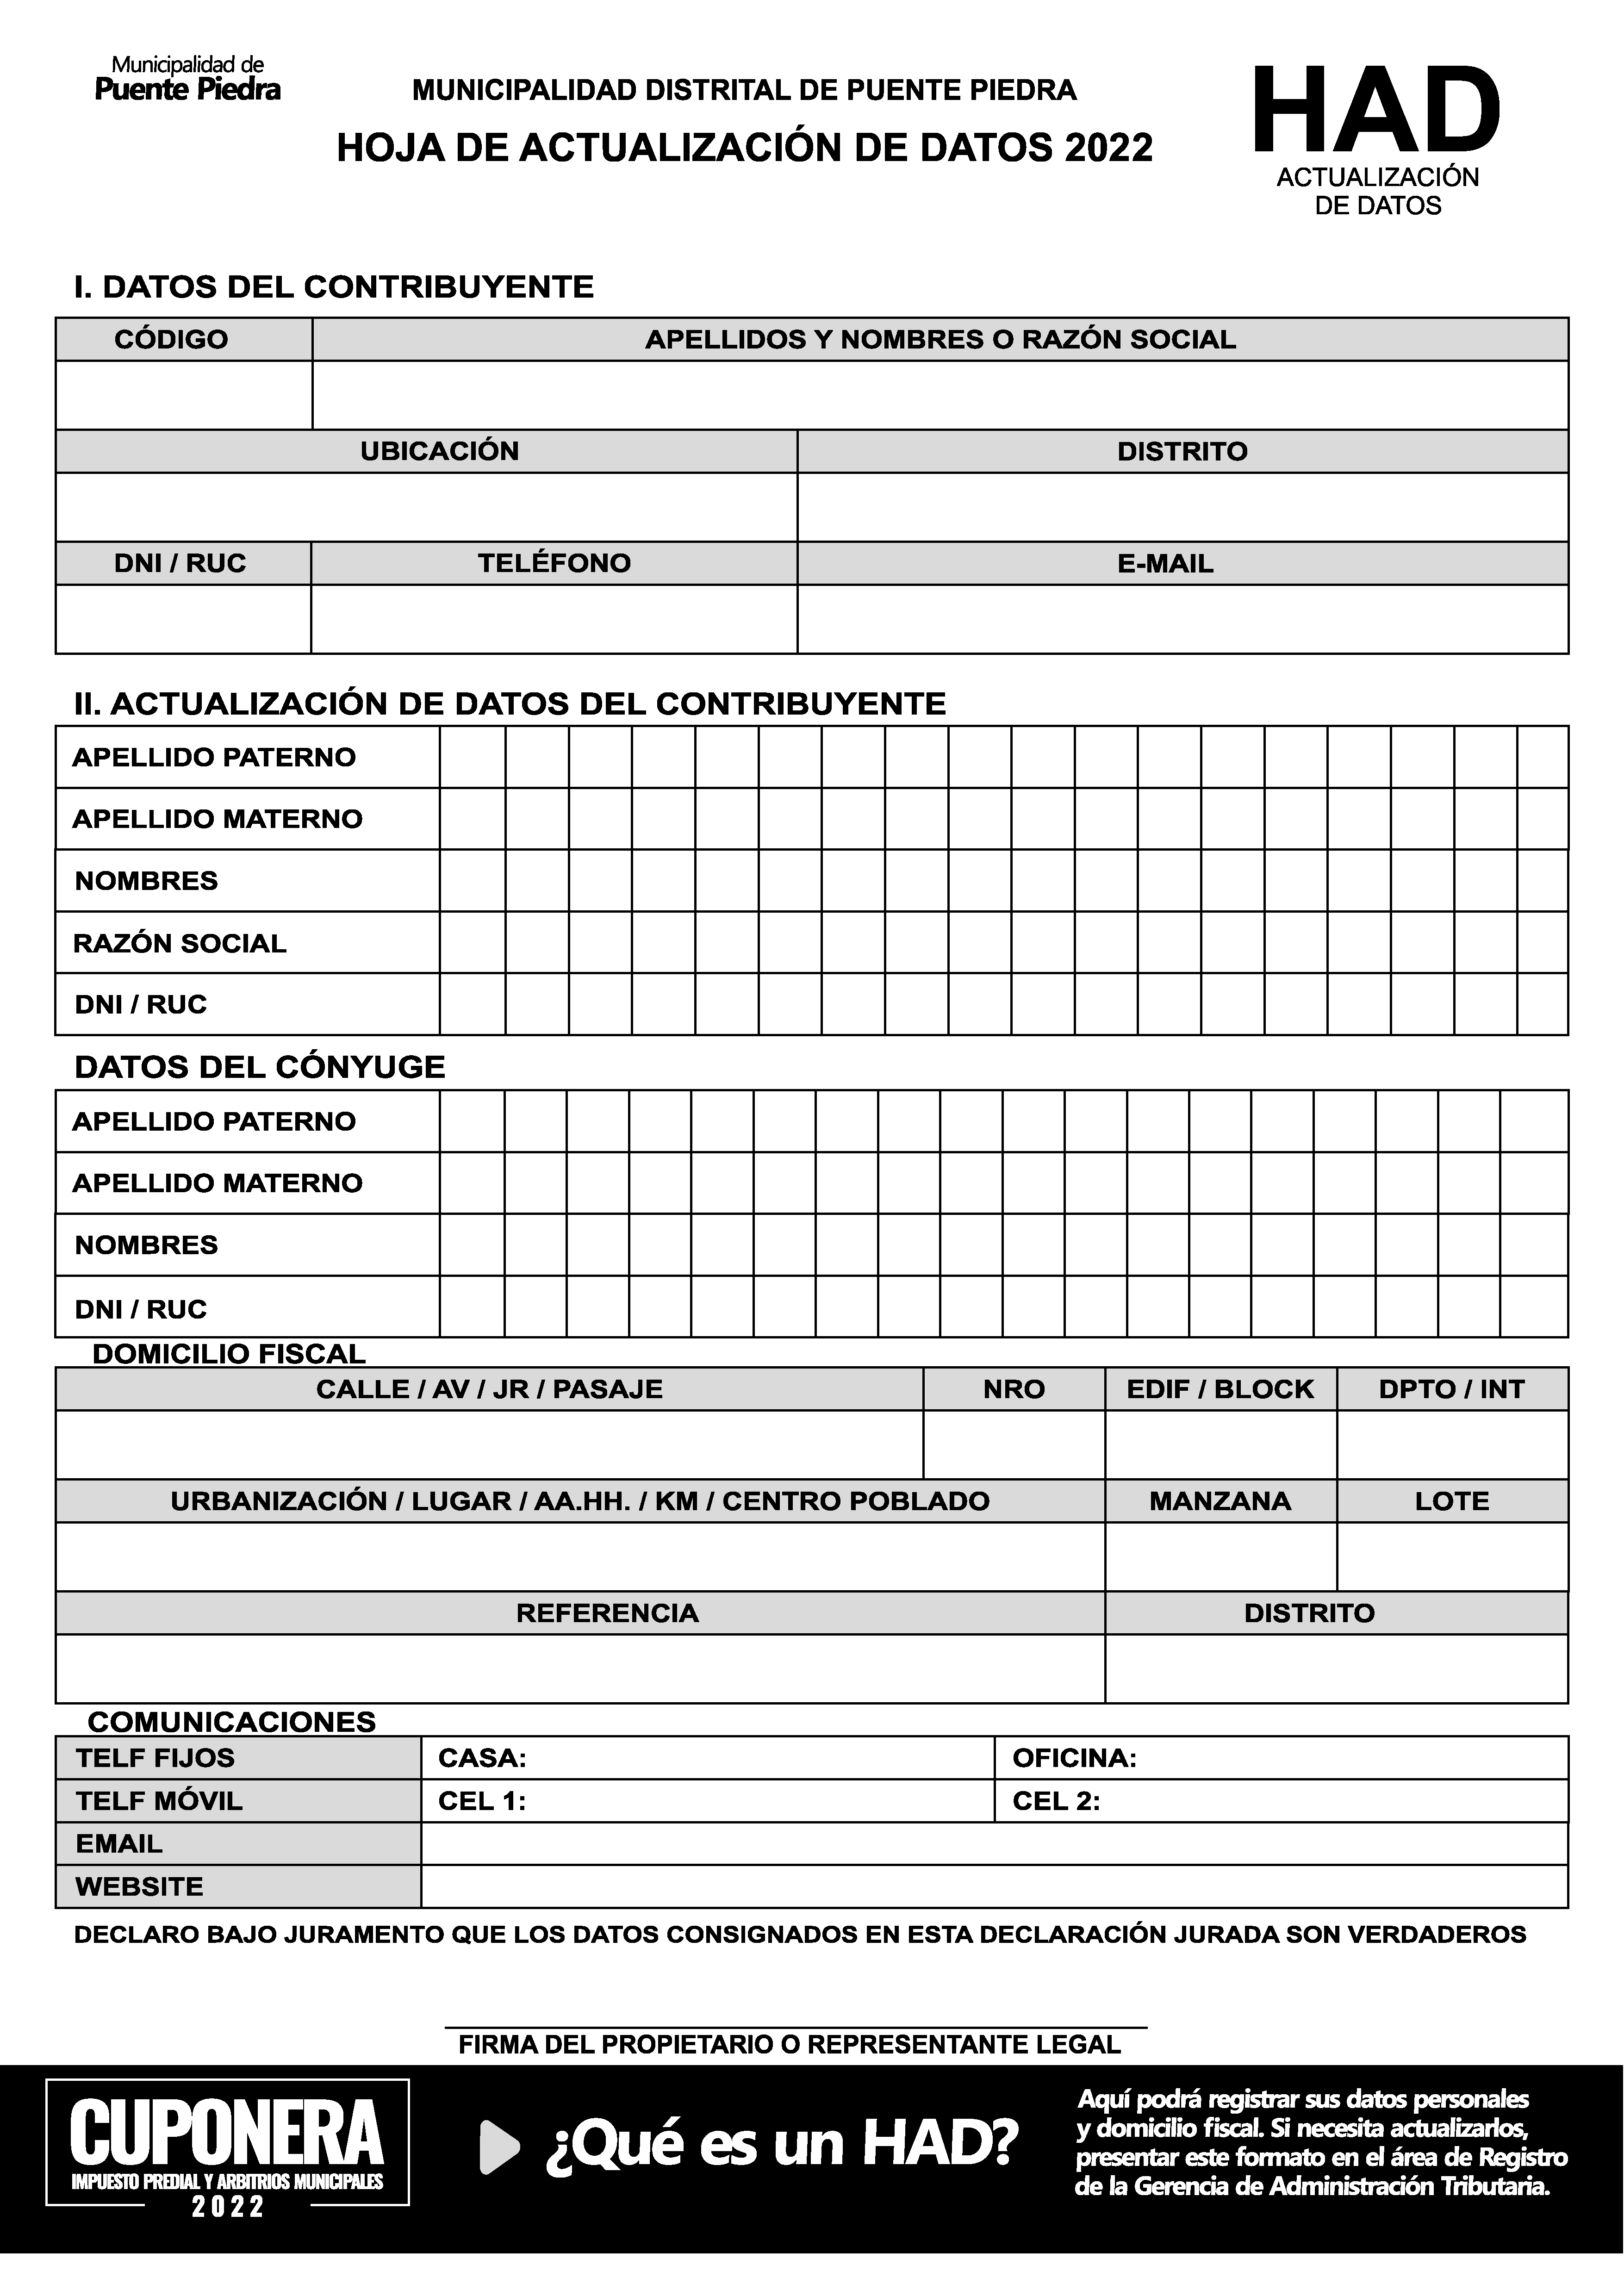 Municipalidad de
Puente Piedra
MUNICIPALIDAD DISTRITAL DE PUENTE PIEDRA
HOJA DE ACTUALIZACIÓN DE DATOS 2022
HAD
ACTUALIZACIÓN
DE DATOS
I. DATOS DEL CONTRIBUYENTE
CÓDIGO APELLIDOS Y NOMBRES O RAZÓN SOCIAL
UBICACIÓN DISTRITO
DNI / RUC TELÉFONO E-MAIL
II. ACTUALIZACIÓN DE DATOS DEL CONTRIBUYENTE
APELLIDO PATERNO
APELLIDO MATERNO
NOMBRES
RAZÓN SOCIAL
DNI / RUC
DATOS DEL CÓNYUGE
APELLIDO PATERNO
APELLIDO MATERNO
NOMBRES
DNI / RUC
DOMICILIO FISCAL
CALLE / AV / JR / PASAJE NRO EDIF / BLOCK DPTO / INT
URBANIZACIÓN / LUGAR / AA.HH. / KM / CENTRO POBLADO MANZANA LOTE
REFERENCIA DISTRITO
COMUNICACIONES
TELF FIJOS CASA: OFICINA:
TELF MÓVIL CEL 1: CEL 2:
EMAIL
WEBSITE
DECLARO BAJO JURAMENTO QUE LOS DATOS CONSIGNADOS EN ESTA DECLARACIÓN JURADA SON VERDADEROS
FIRMA DEL PROPIETARIO O REPRESENTANTE LEGAL
CUPONERA
IMPUESTO PREDIAL Y ARBITRIOS MUNICIPALES
2022
¿Qué es un HAD?
Aquí podrá registrar sus datos personales
y domicilio fiscal. Si necesita actualizarlos,
presentar este formato en el área de Registro
de la Gerencia de Administración Tributaria.